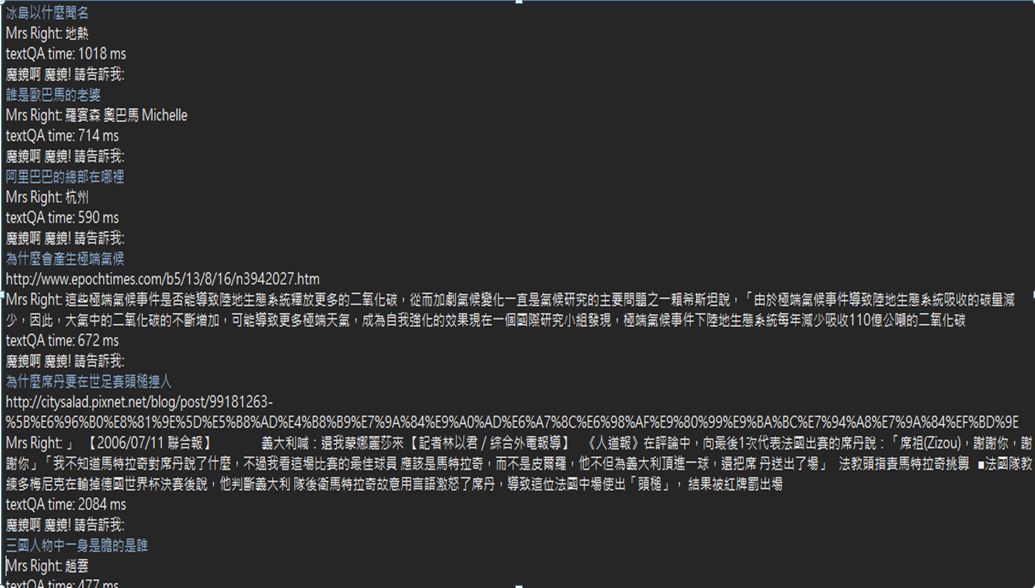 冰島以什麼聞名
Mrs Right: 地熱
textQA time: 1018 ms
魔鏡啊 魔鏡! 請告訴我:
誰是歐巴馬的老婆
Mrs Right: 羅賓森 奧巴馬 Michelle
textQA time: 714 ms
魔鏡啊 魔鏡! 請告訴我:
阿里巴巴的總部在哪裡
Mrs Right: 杭州
textQA time: 590 ms
魔鏡啊 魔鏡! 請告訴我:
為什麼會產生極端氣候
http://www.epochtimes.com/b5/13/8/16/n3942027.htm
Mrs Right: 這些極端氣候事件是否能導致陸地生態系統釋放更多的二氧化碳，從而加劇氣候變化一直是氣候研究的主要問題之一賴希斯坦說，「由於極端氣候事件導致陸地生態系統吸收的碳量減
少，因此，大氣中的二氧化碳的不斷增加，可能導致更多極端天氣，成為自我強化的效果現在一個國際研究小組發現，極端氣候事件下陸地生態系統每年減少吸收110億公噸的二氧化碳
textQA time: 672 ms
魔鏡啊 魔鏡! 請告訴我:
為什麼席丹要在世足賽頭槌撞人
http://citysalad.pixnet.net/blog/post/99181263-
%5B%E6%96%B0%E8%81%9E%5D%E5%B8%AD%E4%B8%B9%E7%9A%84%E9%A0%AD%E6%A7%8C%E6%98%AF%E9%80%99%E9%BA%BC%E7%94%A8%E7%9A%84%EF%BD%9E
Mrs Right: 」 【2006/07/11 聯合報】 義大利喊：還我蒙娜麗莎來【記者林以君／綜合外電報導】 《人道報》在評論中，向最後1次代表法國出賽的席丹說：「席祖(Zizou)，謝謝你，謝
謝你」「我不知道馬特拉奇對席丹說了什麼，不過我看這場比賽的最佳球員 應該是馬特拉奇，而不是皮爾羅，他不但為義大利頂進一球，還把席 丹送出了場」 法教頭指責馬特拉奇挑釁 ■法國隊教
練多梅尼克在輸掉德國世界杯決賽後說，他判斷義大利 隊後衛馬特拉奇故意用言語激怒了席丹，導致這位法國中場使出「頭槌」， 結果被紅牌罰出場
textQA time: 2084 ms
魔鏡啊 魔鏡! 請告訴我:
三國人物中一身是膽的是誰
Mrs Right: 趙雲
textQA time: 477 ms